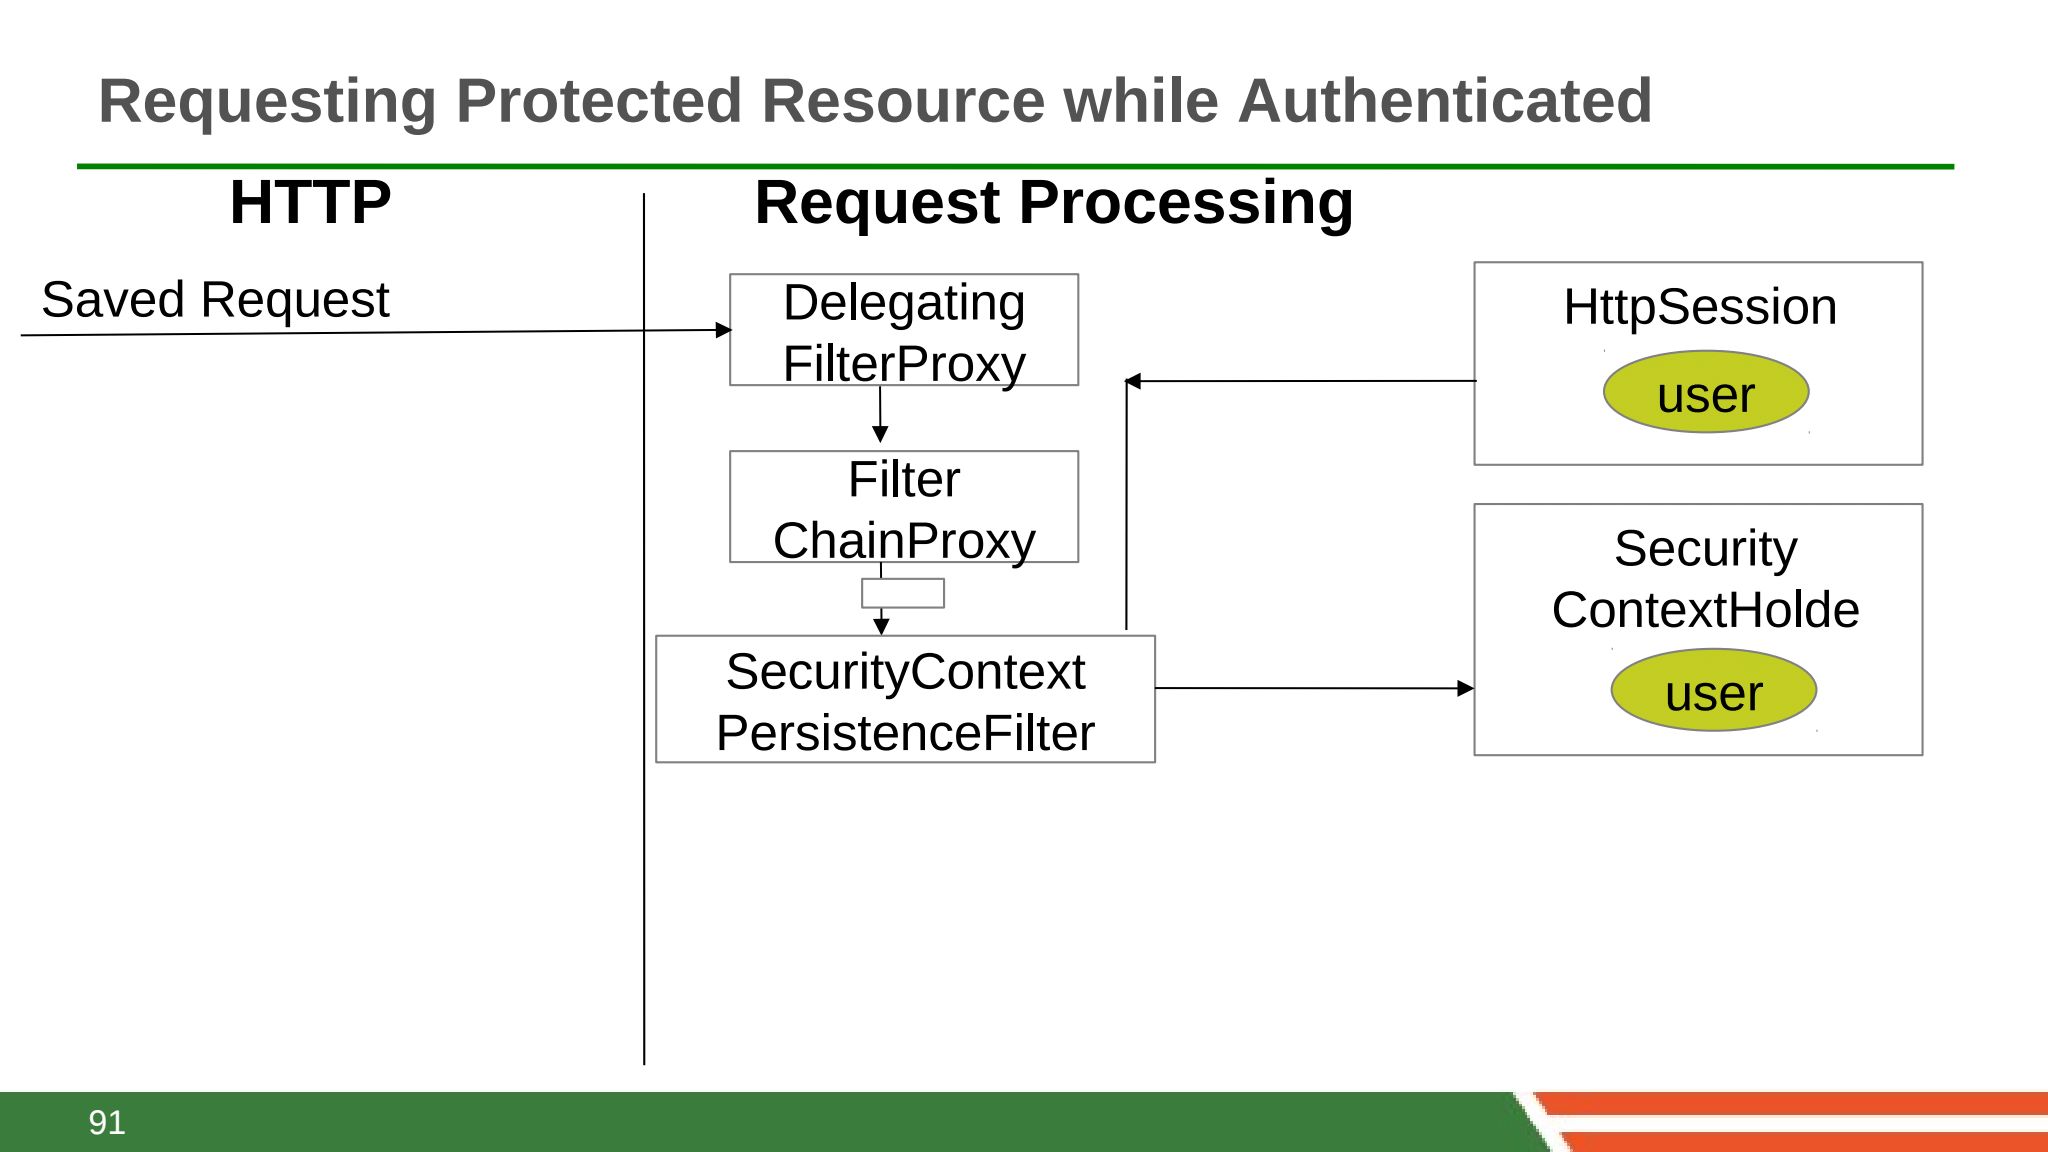 Requesting Protected Resource while Authenticated
HTTP
Request Processing
Saved Request
Delegating
FilterProxy
HttpSession
user
Filter
ChainProxy
Security
ContextHolde
user
SecurityContext
PersistenceFilter
91